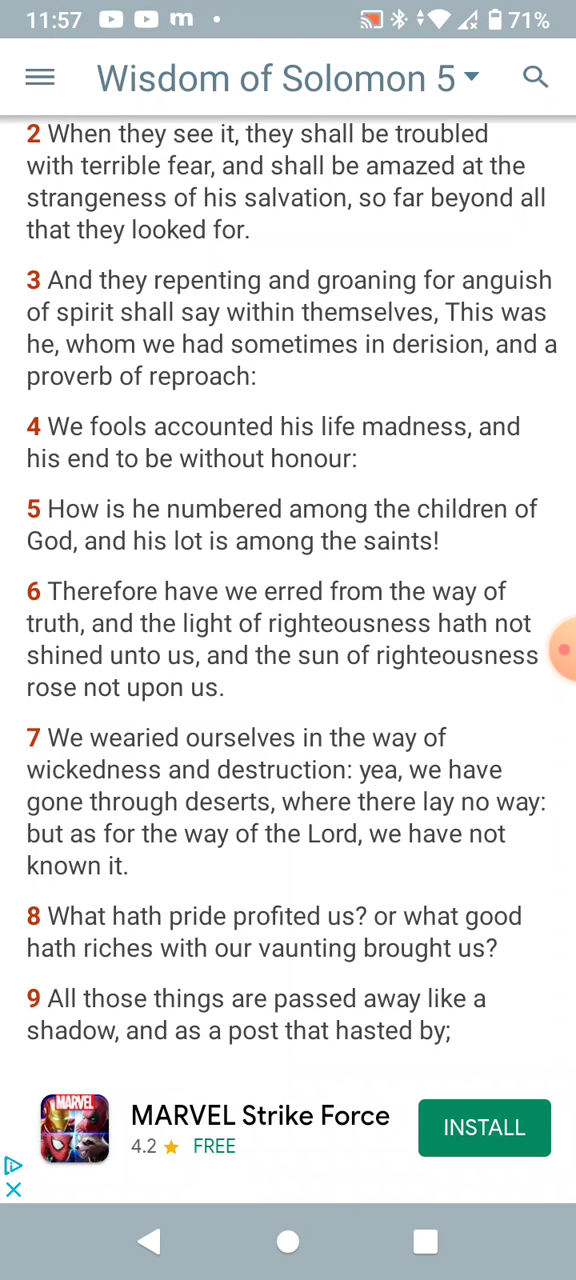 11:57 m 71%
Wisdom of Solomon 5
2 When they see it, they shall be troubled
with terrible fear, and shall be amazed at the
strangeness of his salvation, so far beyond all
that they looked for.
3 And they repenting and groaning for anguish
of spirit shall say within themselves, This was
he, whom we had sometimes in derision, and a
proverb of reproach:
4 We fools accounted his life madness, and
his end to be without honour:
5 How is he numbered among the children of
God, and his lot is among the saints!
6 Therefore have we erred from the way of
truth, and the light of righteousness hath not
shined unto us, and the sun of righteousness
rose not upon us.
7 We wearied ourselves in the way of
wickedness and destruction: yea, we have
gone through deserts, where there lay no way:
but as for the way of the Lord, we have not
known it.
8 What hath pride profited us? or what good
hath riches with our vaunting brought us?
9 All those things are passed away like a
shadow, and as a post that hasted by;
MARVEL
MARVEL Strike Force
4.2 ★ FREE
INSTALL